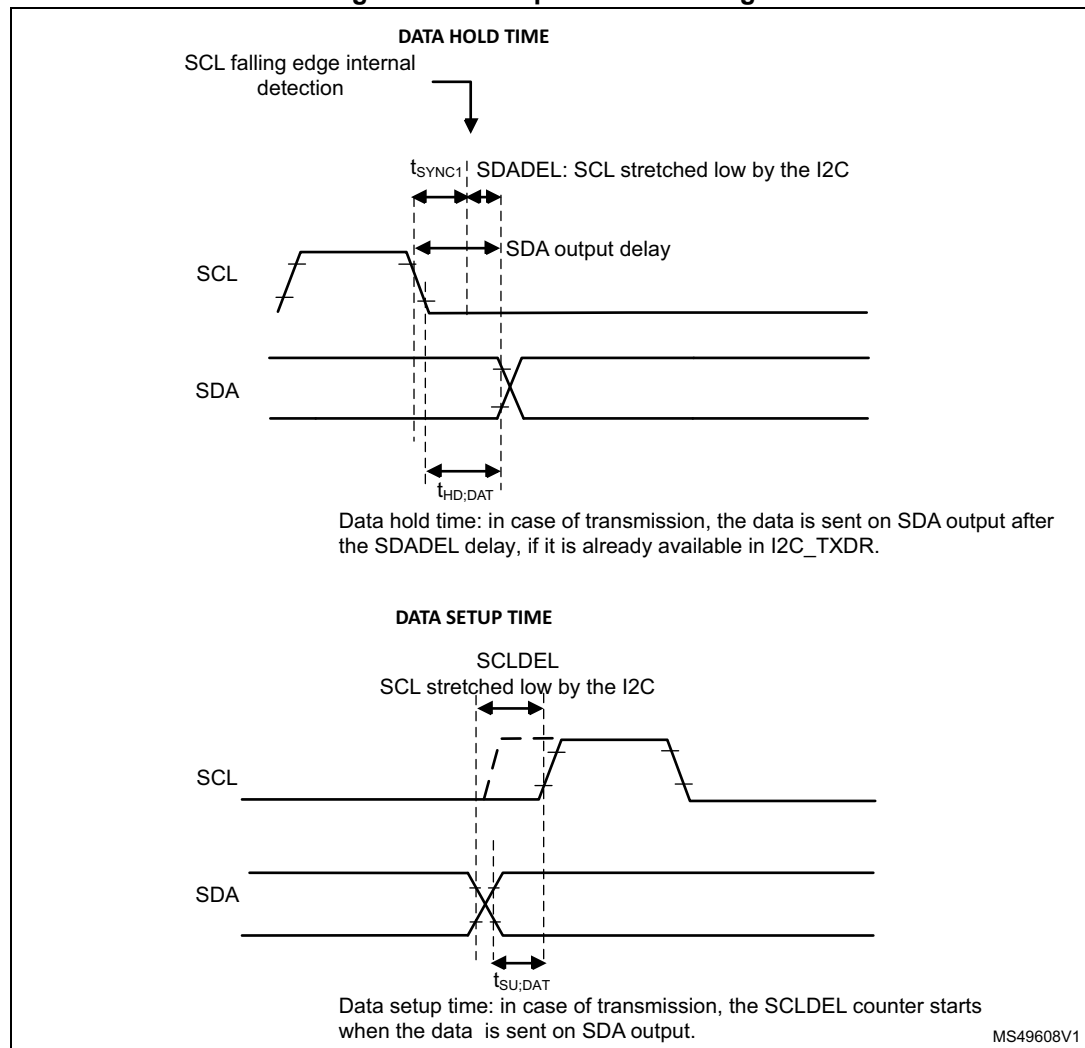 DATA HOLD TIME
SCL falling edge internal
detection
tSYNC1
SDADEL: SCL stretched low by the I2C
SDA output delay
SCL
SDA
tHD;DAT
Data hold time: in case of transmission, the data is sent on SDA output after
the SDADEL delay, if it is already available in I2C_TXDR.
DATA SETUP TIME
SCLDEL
SCL stretched low by the I2C
SCL
SDA
tSU;DAT
Data setup time: in case of transmission, the SCLDEL counter starts
when the data is sent on SDA output.
MS49608V1